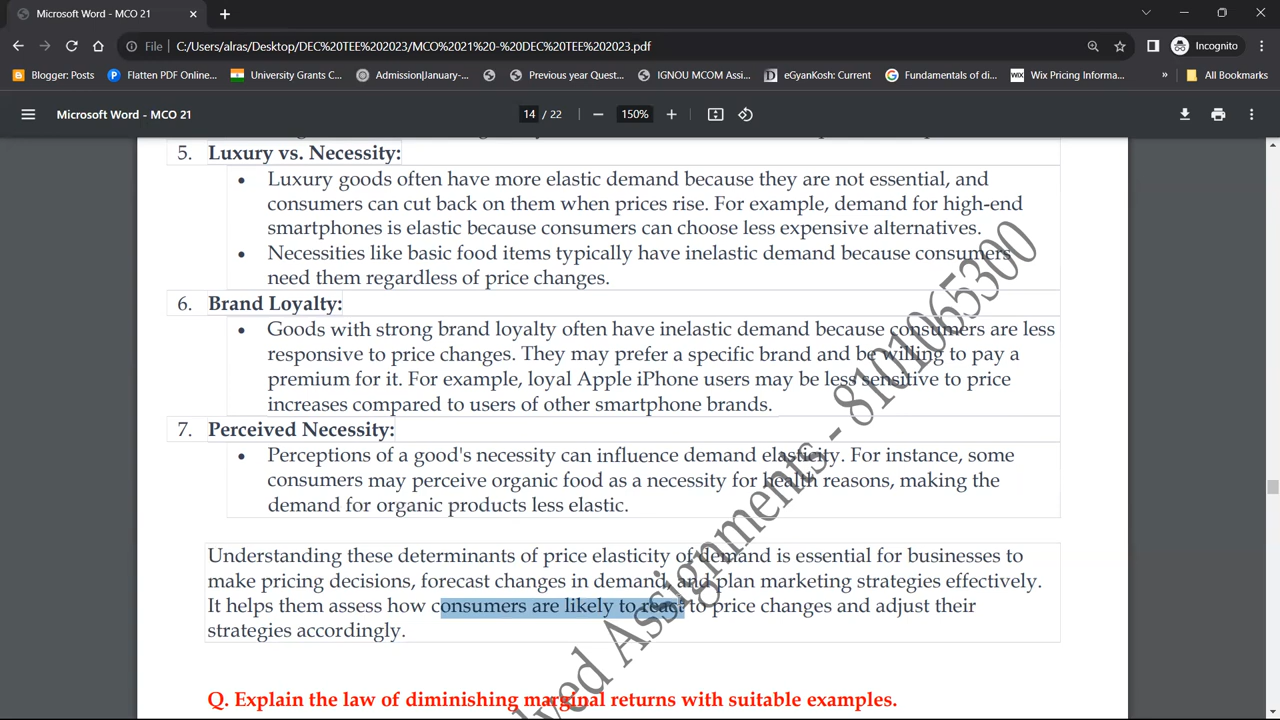 Microsoft Word - MCO 21
File
C:/Users/alras/Desktop/DEC%20TEE%202023/MCO%2021%20-%20DEC%20TEE%202023.pdf
Incognito
Blogger: Posts
Flatten PDF Online...
University Grants C...
Admission|January-...
Previous year Quest...
IGNOU MCOM Assi...
eGyanKosh: Current
Fundamentals of di...
Wix Pricing Informa...
»
All Bookmarks
Microsoft Word - MCO 21
14 / 22
150%
5. Luxury vs. Necessity:
• Luxury goods often have more elastic demand because they are not essential, and
consumers can cut back on them when prices rise. For example, demand for high-end
smartphones is elastic because consumers can choose less expensive alternatives.
• Necessities like basic food items typically have inelastic demand because consumers
need them regardless of price changes.
6. Brand Loyalty:
• Goods with strong brand loyalty often have inelastic demand because consumers are less
responsive to price changes. They may prefer a specific brand and be willing to pay a
premium for it. For example, loyal Apple iPhone users may be less sensitive to price
increases compared to users of other smartphone brands.
7. Perceived Necessity:
• Perceptions of a good's necessity can influence demand elasticity. For instance, some
consumers may perceive organic food as a necessity for health reasons, making the
demand for organic products less elastic.
Understanding these determinants of price elasticity of demand is essential for businesses to
make pricing decisions, forecast changes in demand, and plan marketing strategies effectively.
It helps them assess how consumers are likely to react to price changes and adjust their
strategies accordingly.
Q. Explain the law of diminishing marginal returns with suitable examples.
Assignments - 8101065300